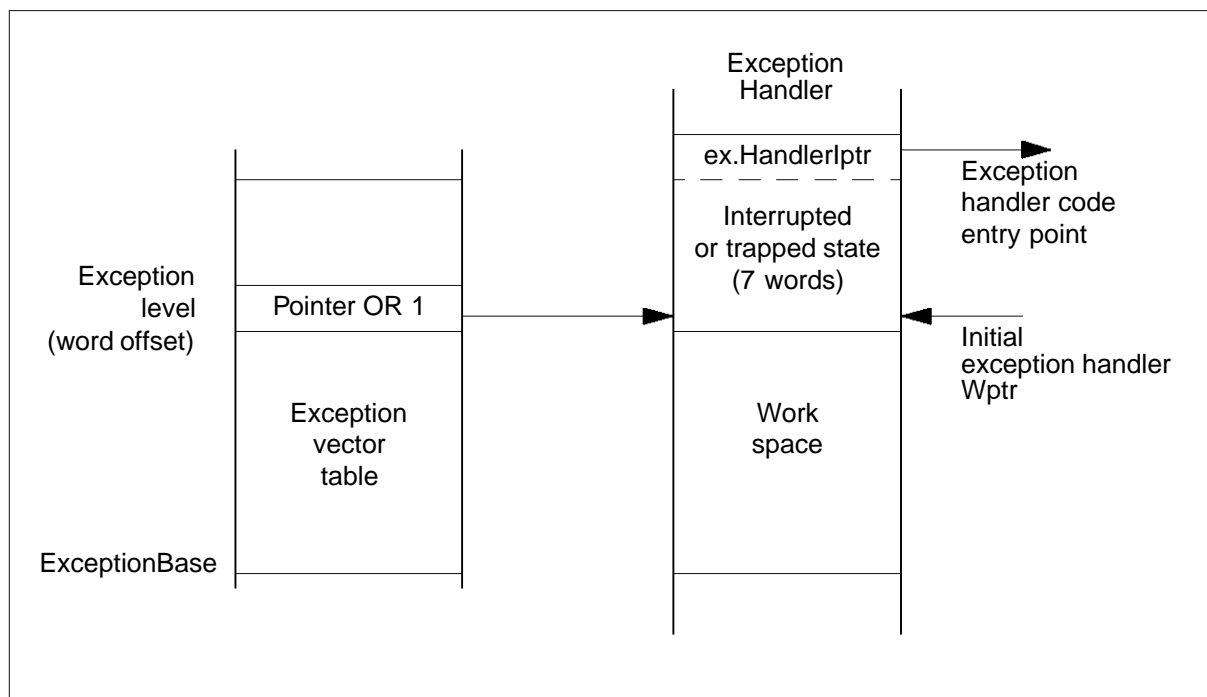 Exception
Handler
ex.HandlerIptr
Exception
handler code
entry point
Interrupted
or trapped state
(7 words)
Exception
level
(word offset)
Pointer OR 1
Initial
exception handler
Wptr
Exception
vector
table
Work
space
ExceptionBase